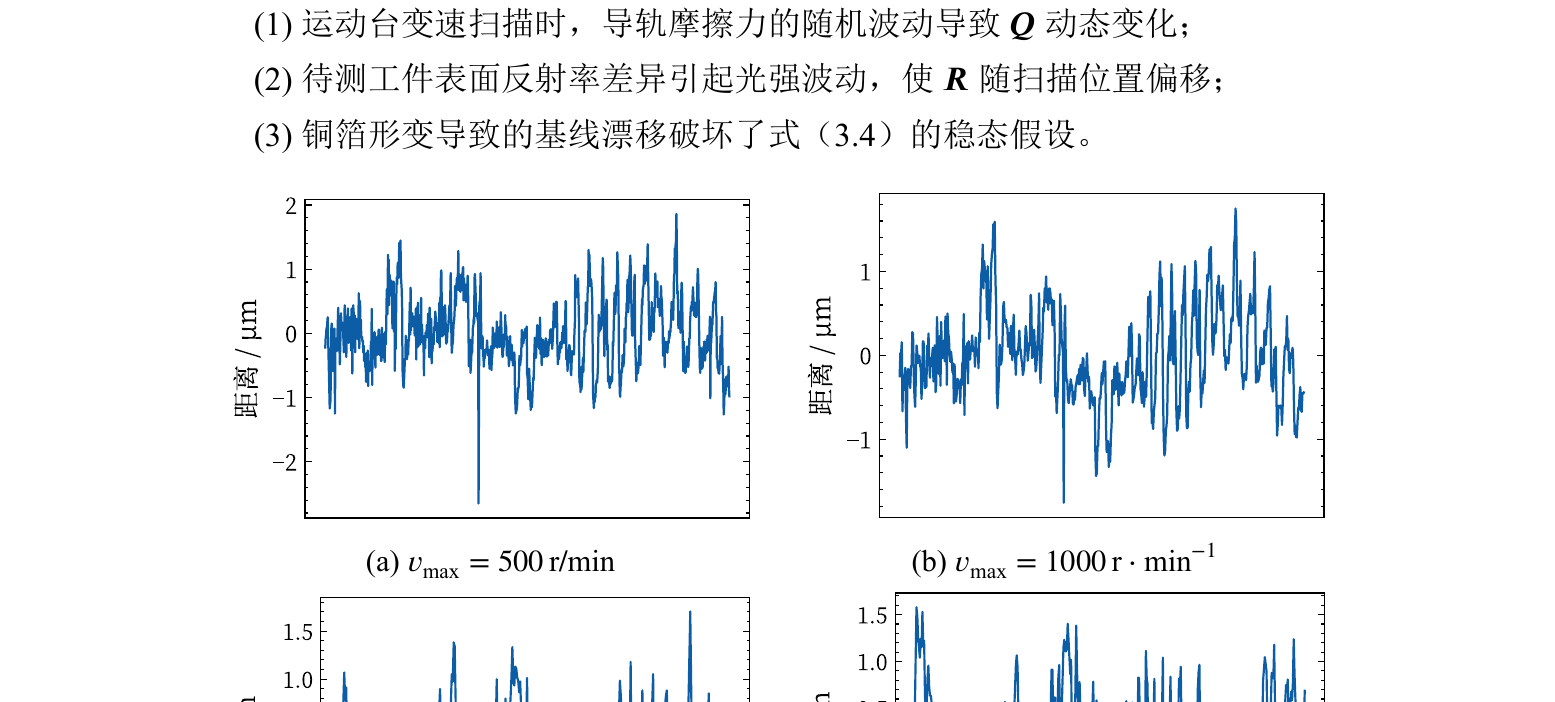 (1) 运动台变速扫描时，导轨摩擦力的随机波动导致 Q 动态变化；
(2) 待测工件表面反射率差异引起光强波动，使 R 随扫描位置偏移；
(3) 铜箔形变导致的基线漂移破坏了式（3.4）的稳态假设。
2
1
0
−1
−2
距离 / μm
1
0
−1
距离 / μm
(a) v_max = 500 r/min
(b) v_max = 1000 r · min⁻¹
1.5
1.0
1.5
1.0